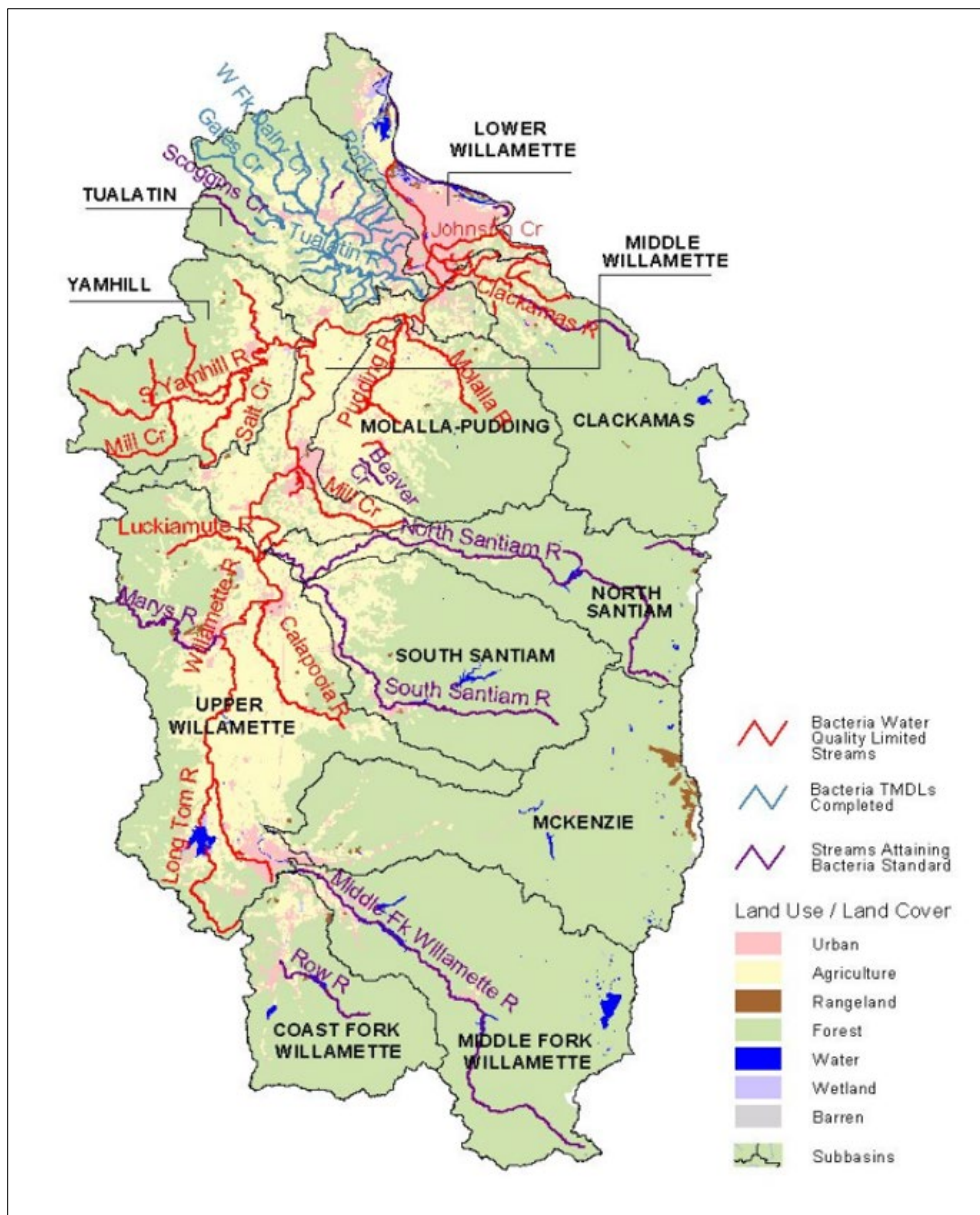 W Fk Dairy Cr
Gales Cr
Rock
LOWER
WILLAMETTE
Scoggins Cr
TUALATIN
Tualatin R
Johnson Cr
MIDDLE
WILLAMETTE
YAMHILL
Clackamas R
S Yamhill R
Salt Cr
Mill Cr
Pudding R
Molalla R
MOLALLA-PUDDING
CLACKAMAS
Beaver
Cr
Mill Cr
Luckiamute R
North Santiam R
NORTH
SANTIAM
Marys R
Willamette R
Calapooia R
SOUTH SANTIAM
South Santiam R
UPPER
WILLAMETTE
Long Tom R
MCKENZIE
Middle Fk Willamette R
Row R
COAST FORK
WILLAMETTE
MIDDLE FORK
WILLAMETTE
Bacteria Water
Quality Limited
Streams
Bacteria TMDLs
Completed
Streams Attaining
Bacteria Standard
Land Use / Land Cover
Urban
Agriculture
Rangeland
Forest
Water
Wetland
Barren
Subbasins